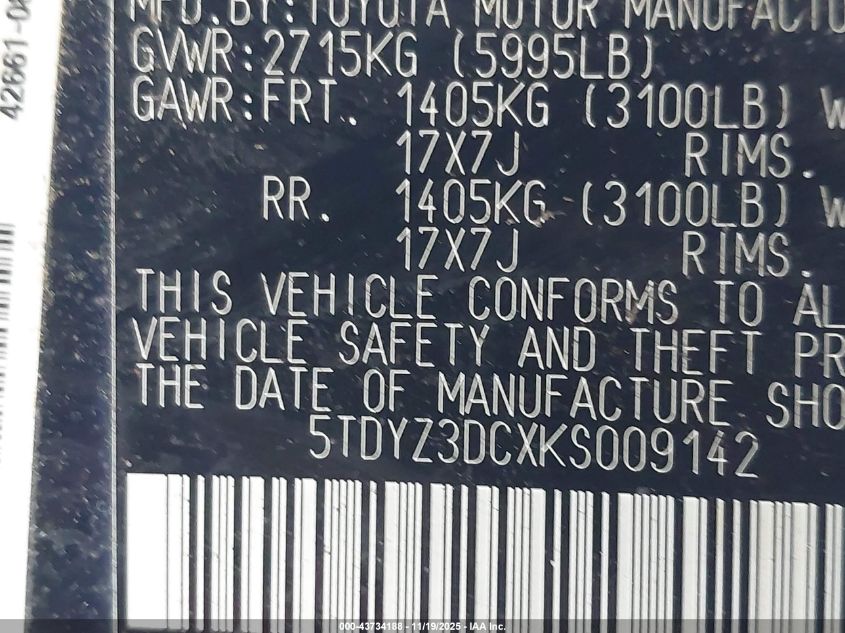 42661-08
MFD.BY:TOYOTA MOTOR MANUFACTU
GVWR:2715KG (5995LB)
GAWR:FRT. 1405KG (3100LB) W
17X7J RIMS.
RR. 1405KG (3100LB) W
17X7J RIMS.
THIS VEHICLE CONFORMS TO AL
VEHICLE SAFETY AND THEFT PR
THE DATE OF MANUFACTURE SHO
5TDYZ3DCXKS009142
000-43734188 - 11/19/2025 - IAA Inc.